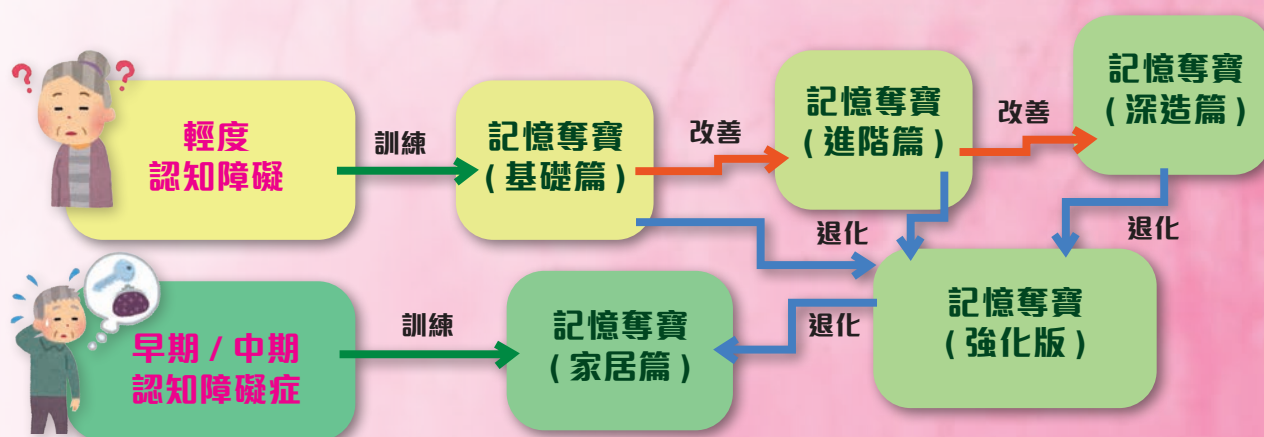 ? ?
輕度
認知障礙
訓練
記憶奪寶
(基礎篇)
改善
記憶奪寶
(進階篇)
改善
記憶奪寶
(深造篇)
退化
退化
早期 / 中期
認知障礙症
訓練
記憶奪寶
(家居篇)
退化
記憶奪寶
(強化版)